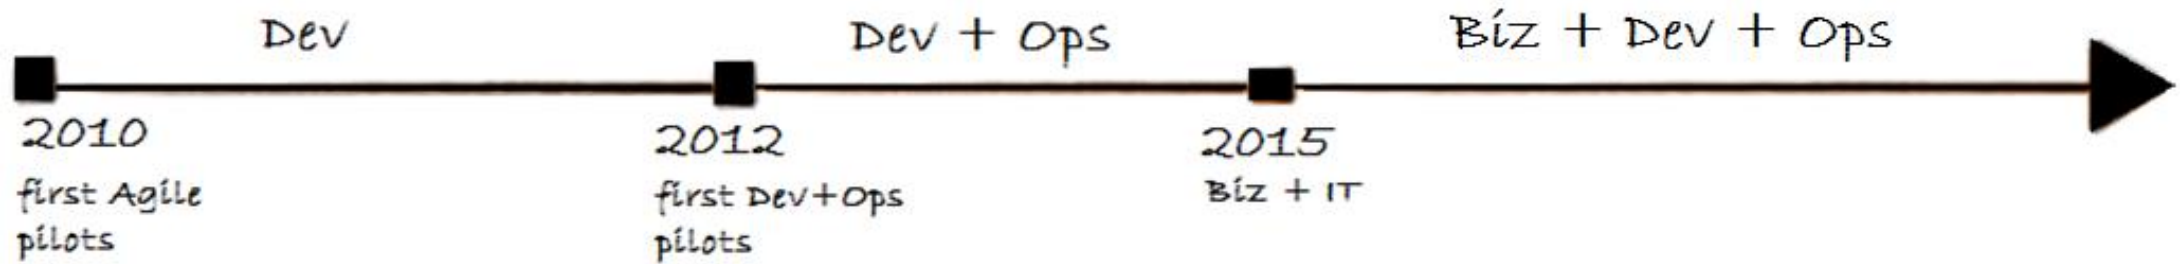 Dev
Dev + Ops
Biz + Dev + Ops
2010
first Agile
pilots
2012
first Dev+Ops
pilots
2015
Biz + IT